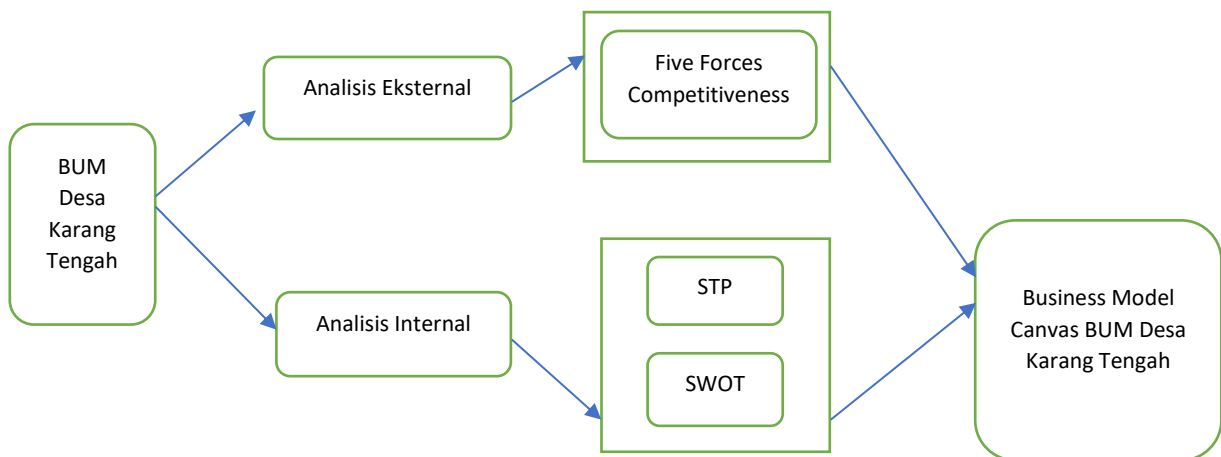 BUM
Desa
Karang
Tengah
Analisis Eksternal
Five Forces
Competitiveness
Analisis Internal
STP
SWOT
Business Model
Canvas BUM Desa
Karang Tengah